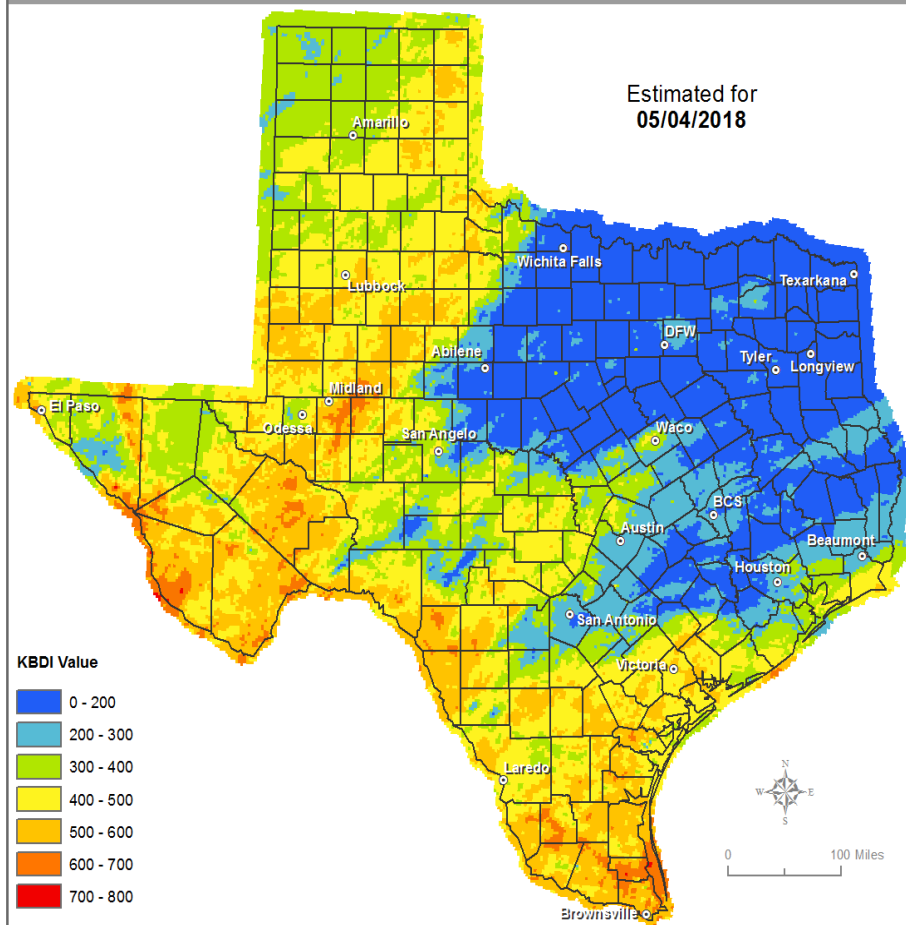 Estimated for
05/04/2018
Amarillo
Wichita Falls
Texarkana
Lubbock
DFW
Abilene
Tyler
Longview
Midland
El Paso
Odessa
San Angelo
Waco
BCS
Austin
Beaumont
Houston
San Antonio
Victoria
KBDI Value
0 - 200
200 - 300
300 - 400
400 - 500
500 - 600
600 - 700
700 - 800
Laredo
N
W E
S
0 100 Miles
Brownsville